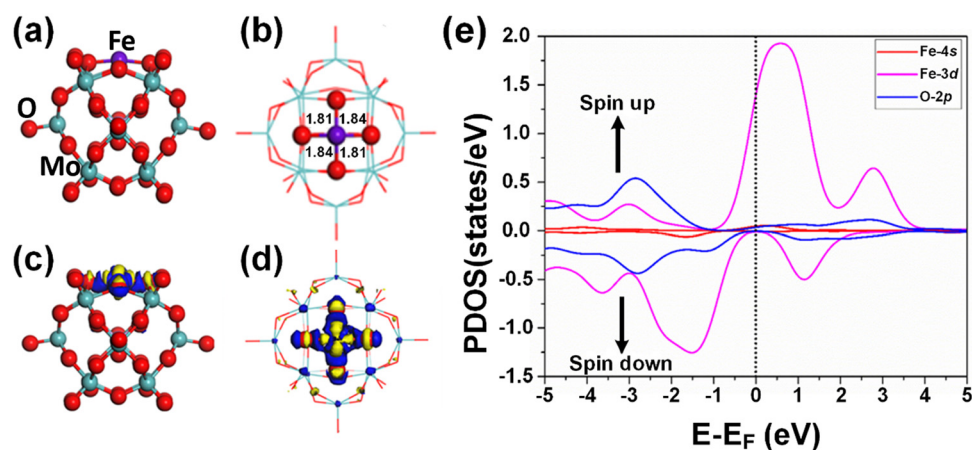 (a)
Fe
O
Mo
(b)
1.81 1.84
1.84 1.81
(c)
(d)
(e)
PDOS(states/eV)
2.0
1.5
1.0
0.5
0.0
-0.5
-1.0
-1.5
Fe-4s
Fe-3d
O-2p
Spin up
Spin down
-5 -4 -3 -2 -1 0 1 2 3 4 5
E-EF (eV)